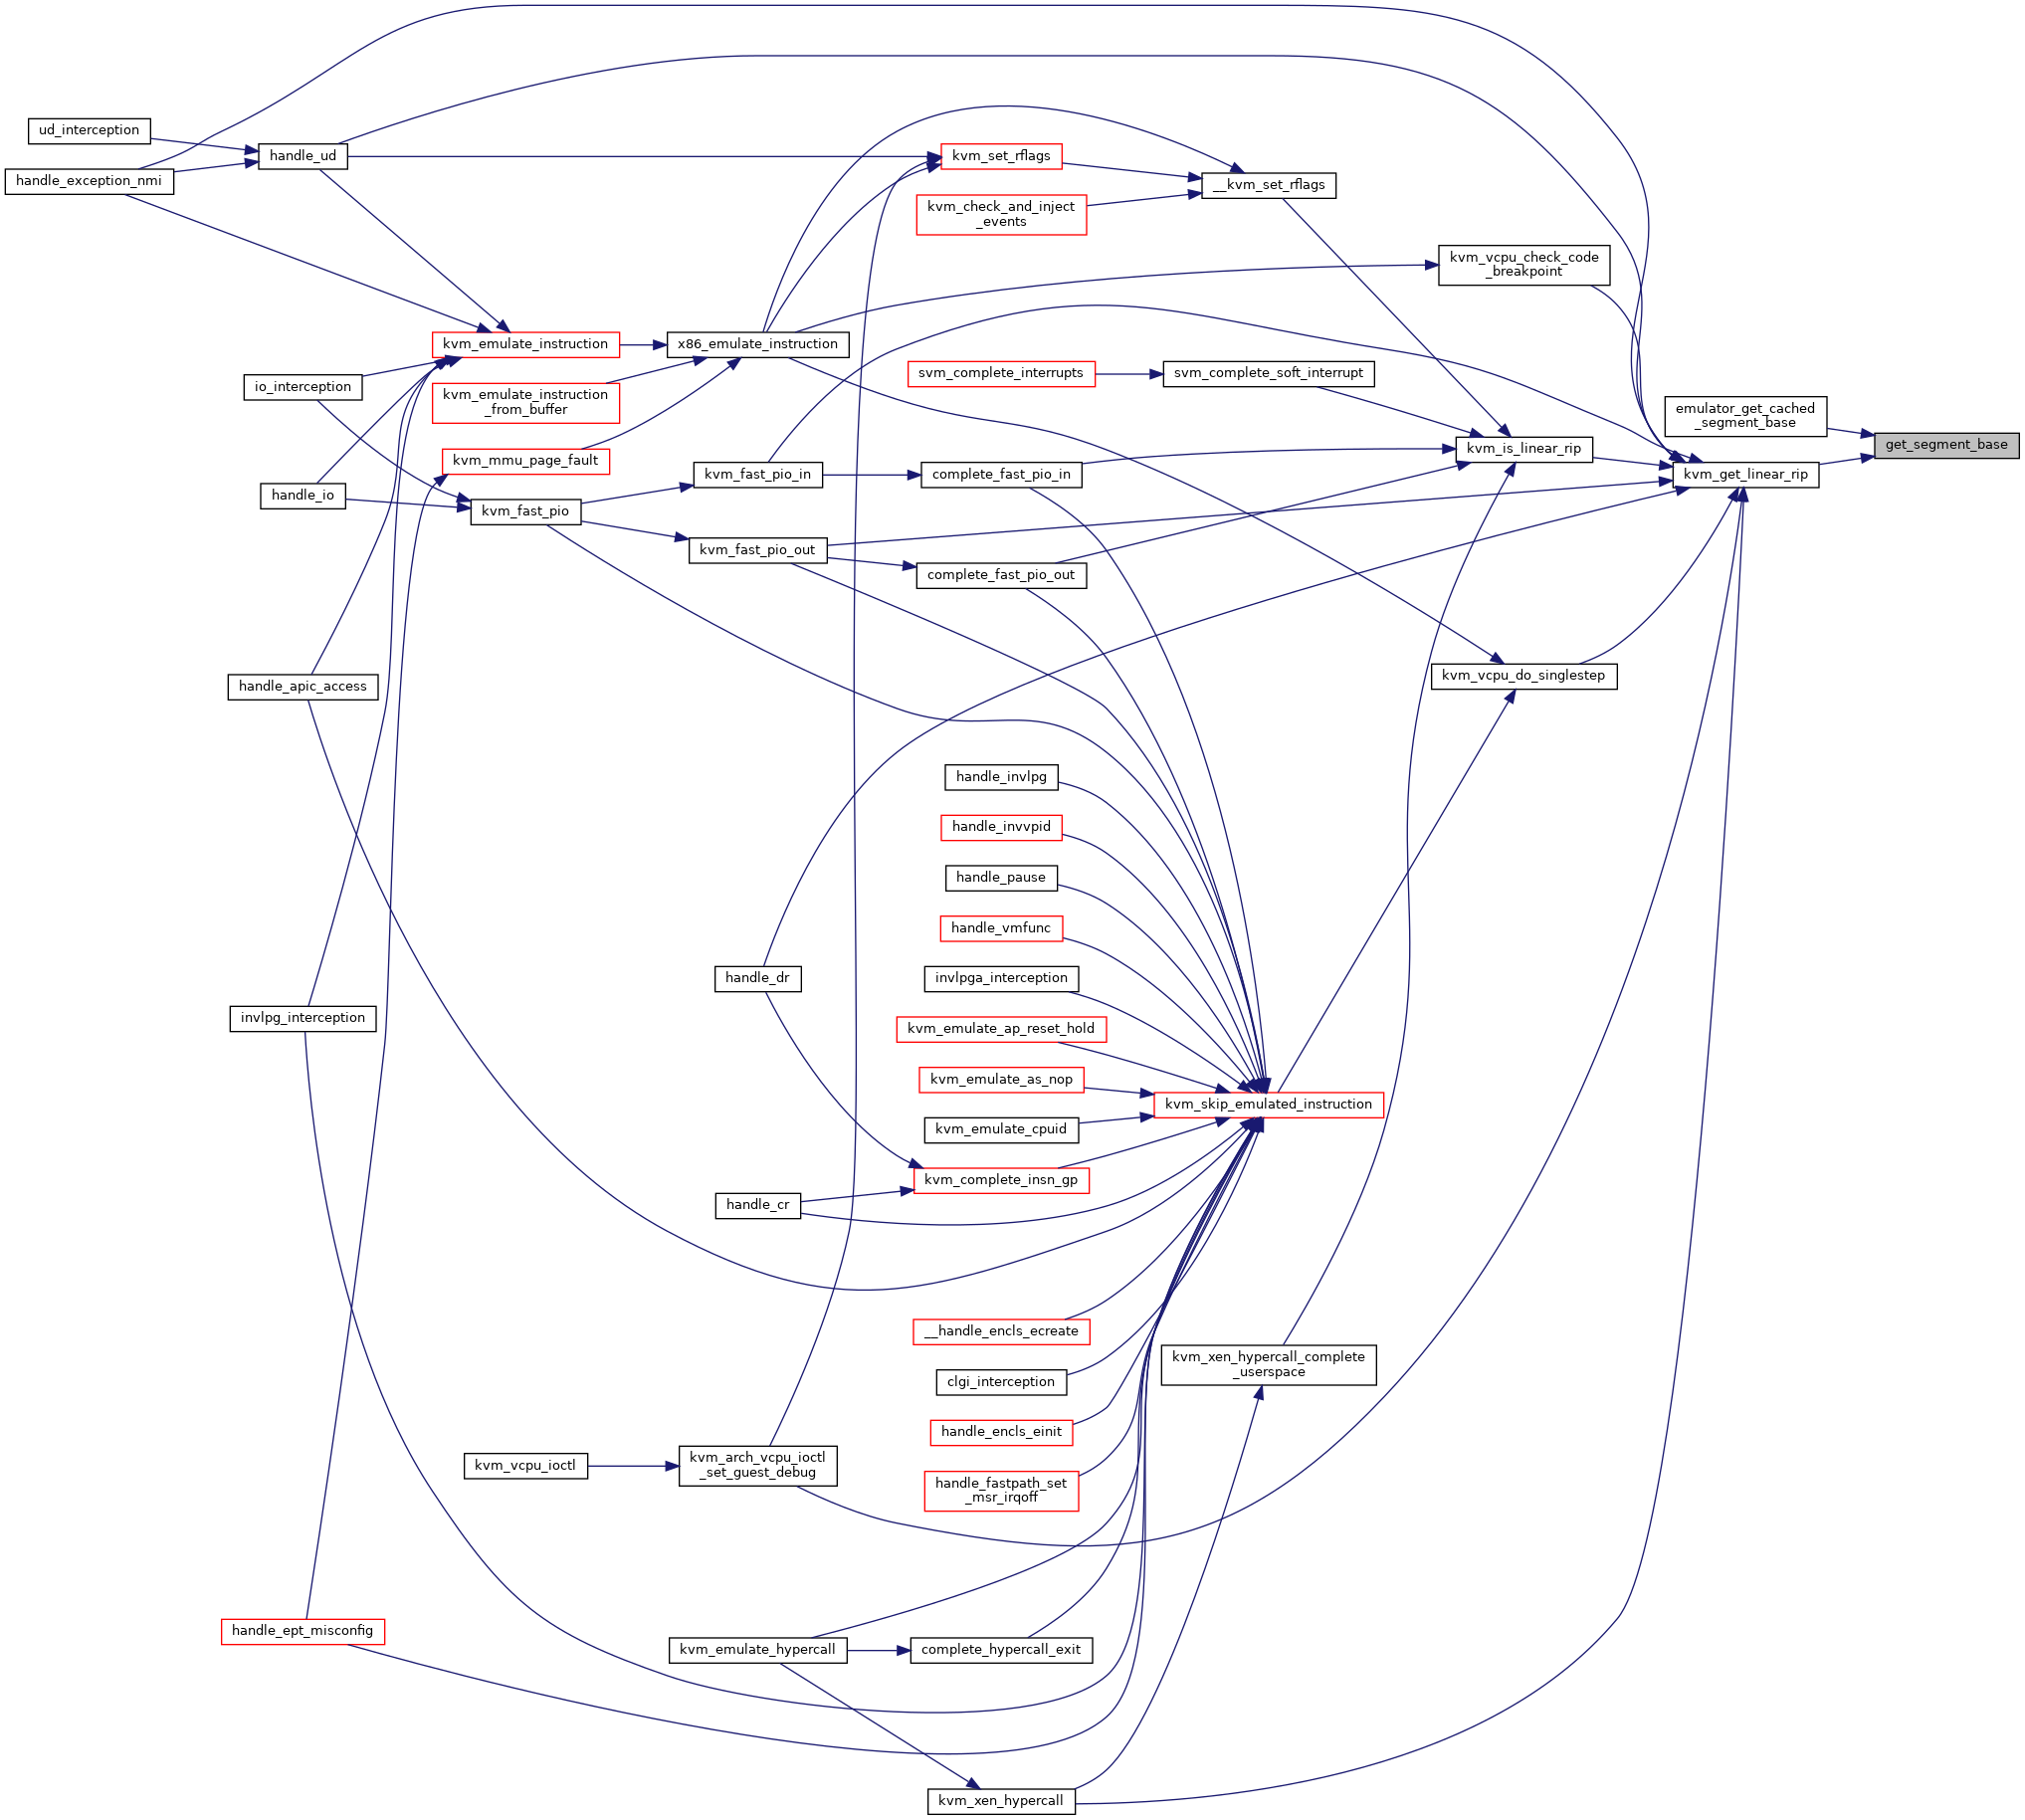 ud_interception
handle_ud
kvm_set_rflags
handle_exception_nmi
__kvm_set_rflags
kvm_check_and_inject
_events
kvm_vcpu_check_code
_breakpoint
kvm_emulate_instruction
x86_emulate_instruction
io_interception
svm_complete_interrupts
svm_complete_soft_interrupt
kvm_emulate_instruction
_from_buffer
emulator_get_cached
_segment_base
get_segment_base
kvm_mmu_page_fault
kvm_is_linear_rip
kvm_fast_pio_in
complete_fast_pio_in
kvm_get_linear_rip
handle_io
kvm_fast_pio
kvm_fast_pio_out
complete_fast_pio_out
handle_apic_access
kvm_vcpu_do_singlestep
handle_invlpg
handle_invvpid
handle_pause
handle_vmfunc
handle_dr
invlpga_interception
invlpg_interception
kvm_emulate_ap_reset_hold
kvm_emulate_as_nop
kvm_skip_emulated_instruction
kvm_emulate_cpuid
kvm_complete_insn_gp
handle_cr
__handle_encls_ecreate
kvm_xen_hypercall_complete
_userspace
clgi_interception
handle_encls_einit
kvm_vcpu_ioctl
kvm_arch_vcpu_ioctl
_set_guest_debug
handle_fastpath_set
_msr_irqoff
handle_ept_misconfig
kvm_emulate_hypercall
complete_hypercall_exit
kvm_xen_hypercall